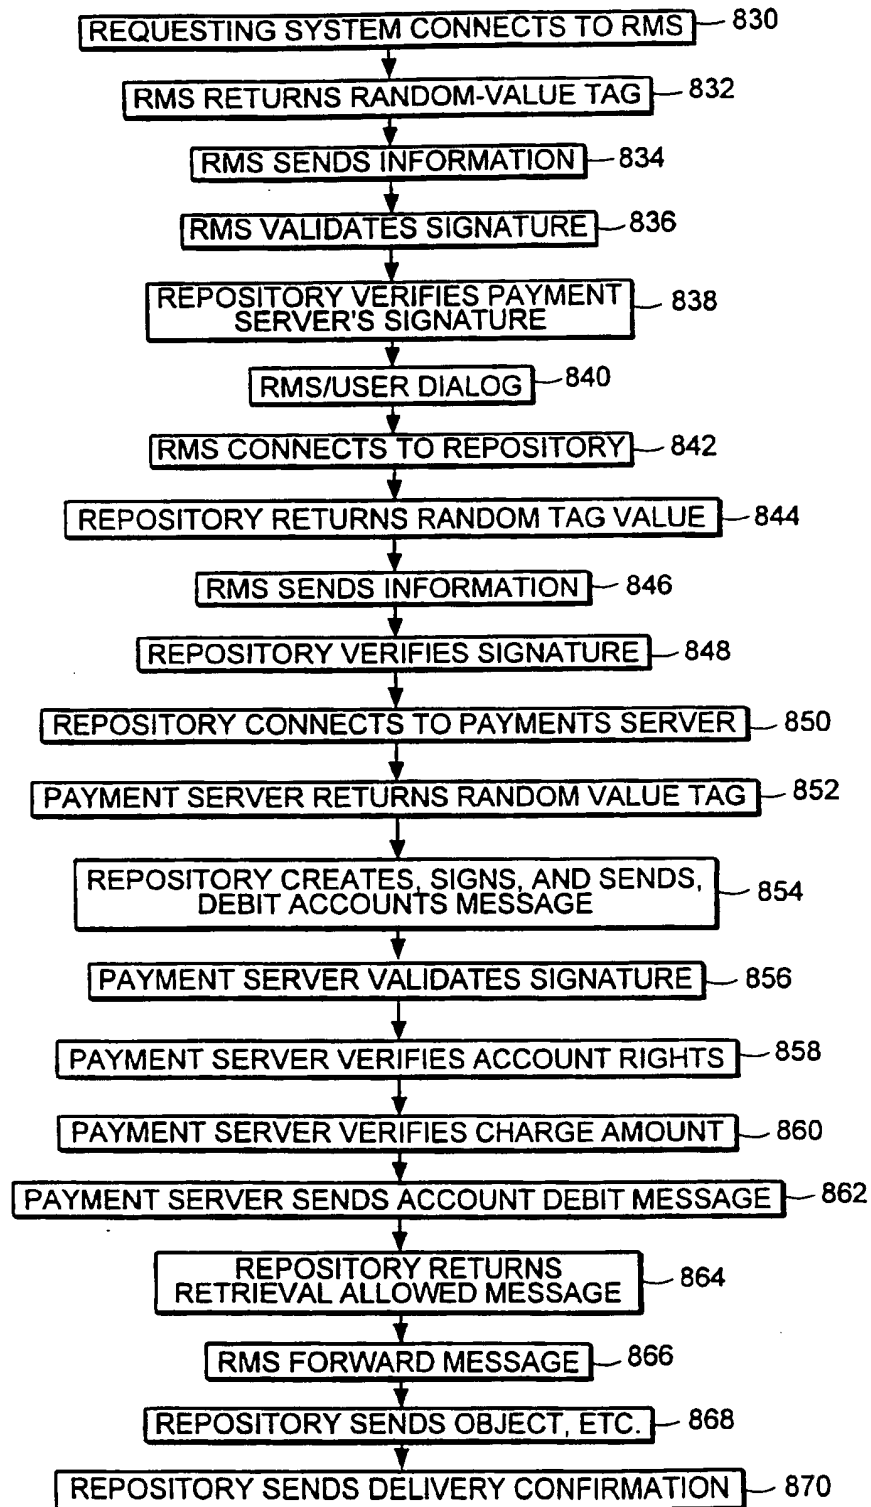 REQUESTING SYSTEM CONNECTS TO RMS 830
RMS RETURNS RANDOM-VALUE TAG 832
RMS SENDS INFORMATION 834
RMS VALIDATES SIGNATURE 836
REPOSITORY VERIFIES PAYMENT
SERVER'S SIGNATURE 838
RMS/USER DIALOG 840
RMS CONNECTS TO REPOSITORY 842
REPOSITORY RETURNS RANDOM TAG VALUE 844
RMS SENDS INFORMATION 846
REPOSITORY VERIFIES SIGNATURE 848
REPOSITORY CONNECTS TO PAYMENTS SERVER 850
PAYMENT SERVER RETURNS RANDOM VALUE TAG 852
REPOSITORY CREATES, SIGNS, AND SENDS,
DEBIT ACCOUNTS MESSAGE 854
PAYMENT SERVER VALIDATES SIGNATURE 856
PAYMENT SERVER VERIFIES ACCOUNT RIGHTS 858
PAYMENT SERVER VERIFIES CHARGE AMOUNT 860
PAYMENT SERVER SENDS ACCOUNT DEBIT MESSAGE 862
REPOSITORY RETURNS
RETRIEVAL ALLOWED MESSAGE 864
RMS FORWARD MESSAGE 866
REPOSITORY SENDS OBJECT, ETC. 868
REPOSITORY SENDS DELIVERY CONFIRMATION 870